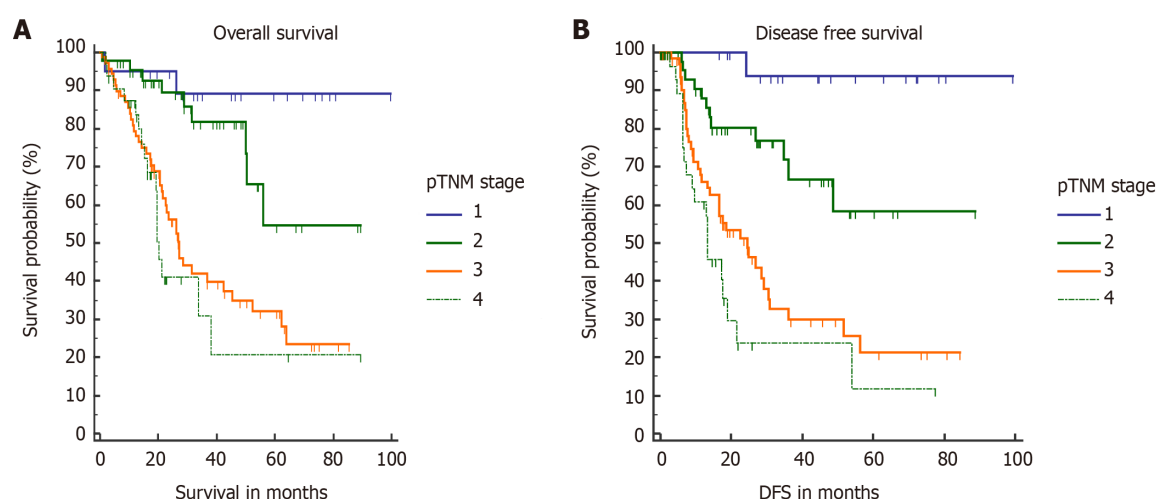 A
Overall survival
Survival probability (%)
100
90
80
70
60
50
40
30
20
10
0
0 20 40 60 80 100
Survival in months
pTNM stage
1
2
3
4
B
Disease free survival
Survival probability (%)
100
90
80
70
60
50
40
30
20
10
0
0 20 40 60 80 100
DFS in months
pTNM stage
1
2
3
4